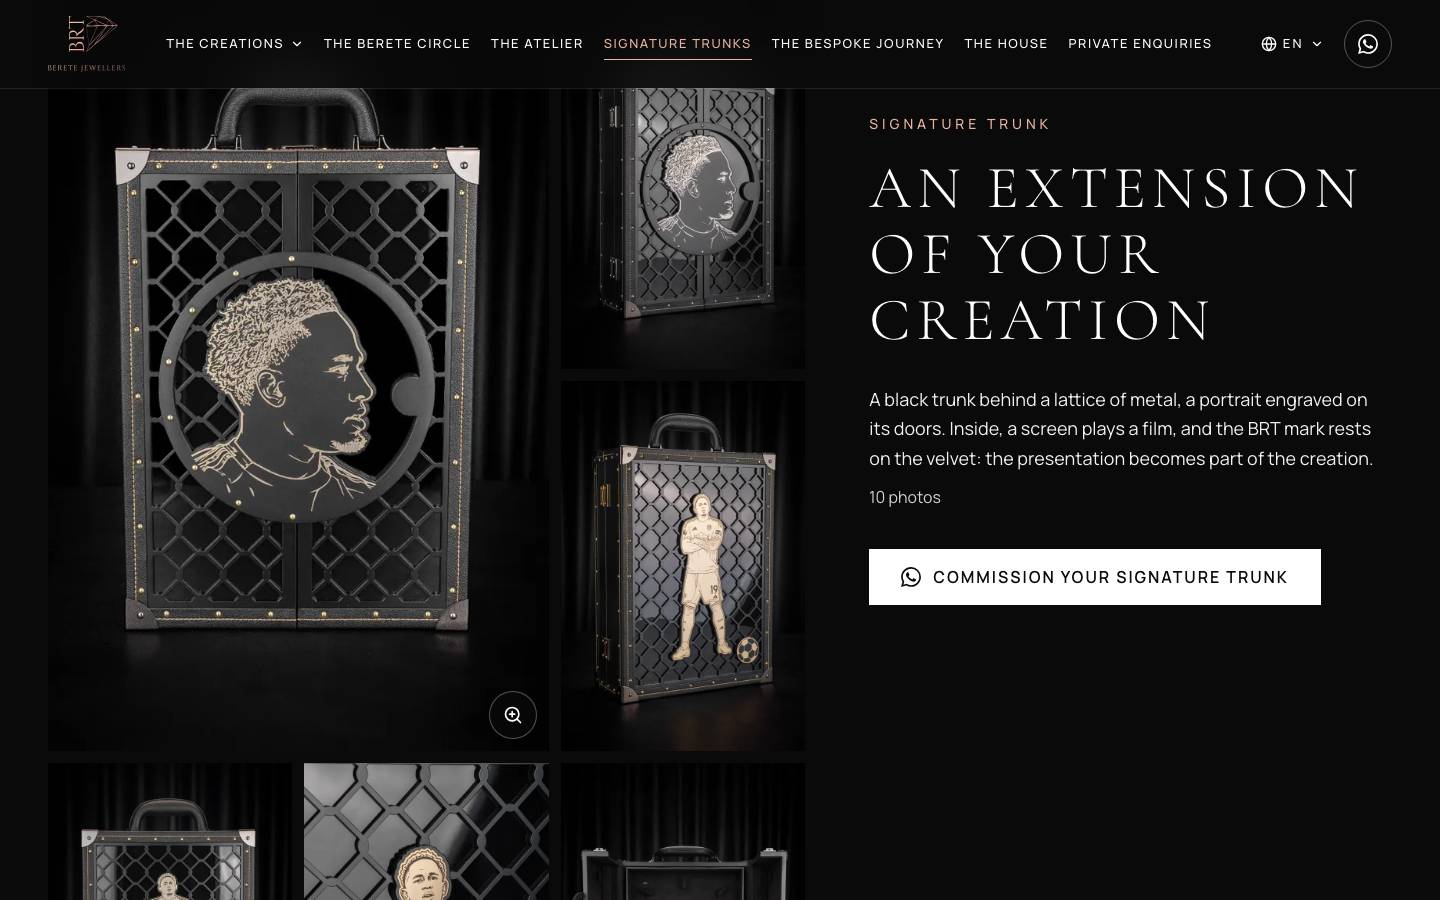 BRT
BERETE JEWELLERS
THE CREATIONS
THE BERETE CIRCLE
THE ATELIER
SIGNATURE TRUNKS
THE BESPOKE JOURNEY
THE HOUSE
PRIVATE ENQUIRIES
EN
SIGNATURE TRUNK
AN EXTENSION
OF YOUR
CREATION
A black trunk behind a lattice of metal, a portrait engraved on
its doors. Inside, a screen plays a film, and the BRT mark rests
on the velvet: the presentation becomes part of the creation.
10 photos
COMMISSION YOUR SIGNATURE TRUNK
19